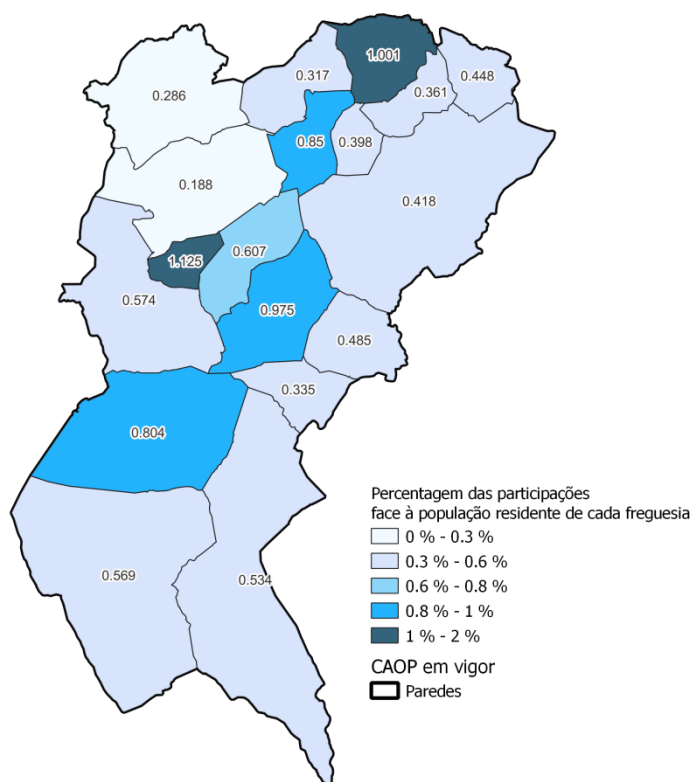 1.001
0.317
0.448
0.286
0.361
0.85
0.398
0.188
0.418
0.607
1.125
0.574
0.975
0.485
0.335
0.804
0.569
0.534
Percentagem das participações
face à população residente de cada freguesia
0 % - 0.3 %
0.3 % - 0.6 %
0.6 % - 0.8 %
0.8 % - 1 %
1 % - 2 %
CAOP em vigor
Paredes